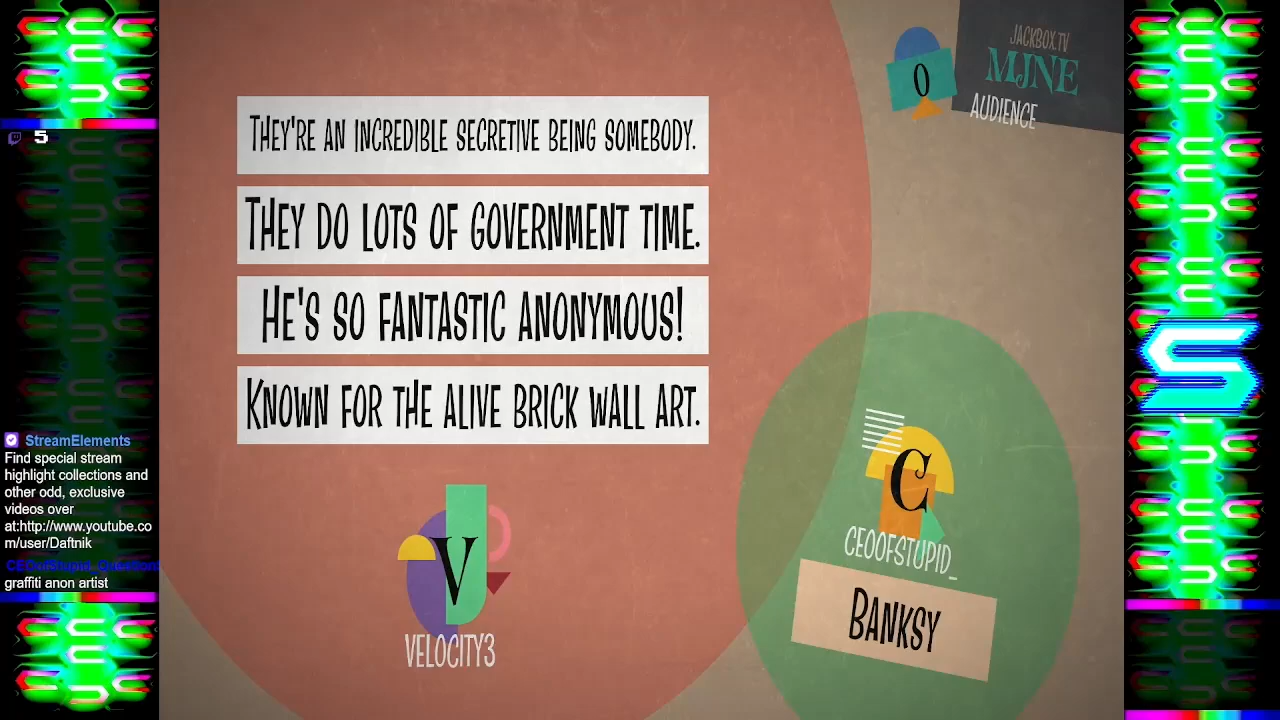 THEY'RE AN INCREDIBLE SECRETIVE BEING SOMEBODY.
THEY DO LOTS OF GOVERNMENT TIME.
HE'S SO FANTASTIC ANONYMOUS!
KNOWN FOR THE ALIVE BRICK WALL ART.
V
VELOCITY3
0
AUDIENCE
JACKBOX.TV
MJNE
C
CEOOFSTUPID_
BANKSY
5
StreamElements
Find special stream
highlight collections and
other odd, exclusive
videos over
at:http://www.youtube.co
m/user/Daftnik
graffiti anon artist
S